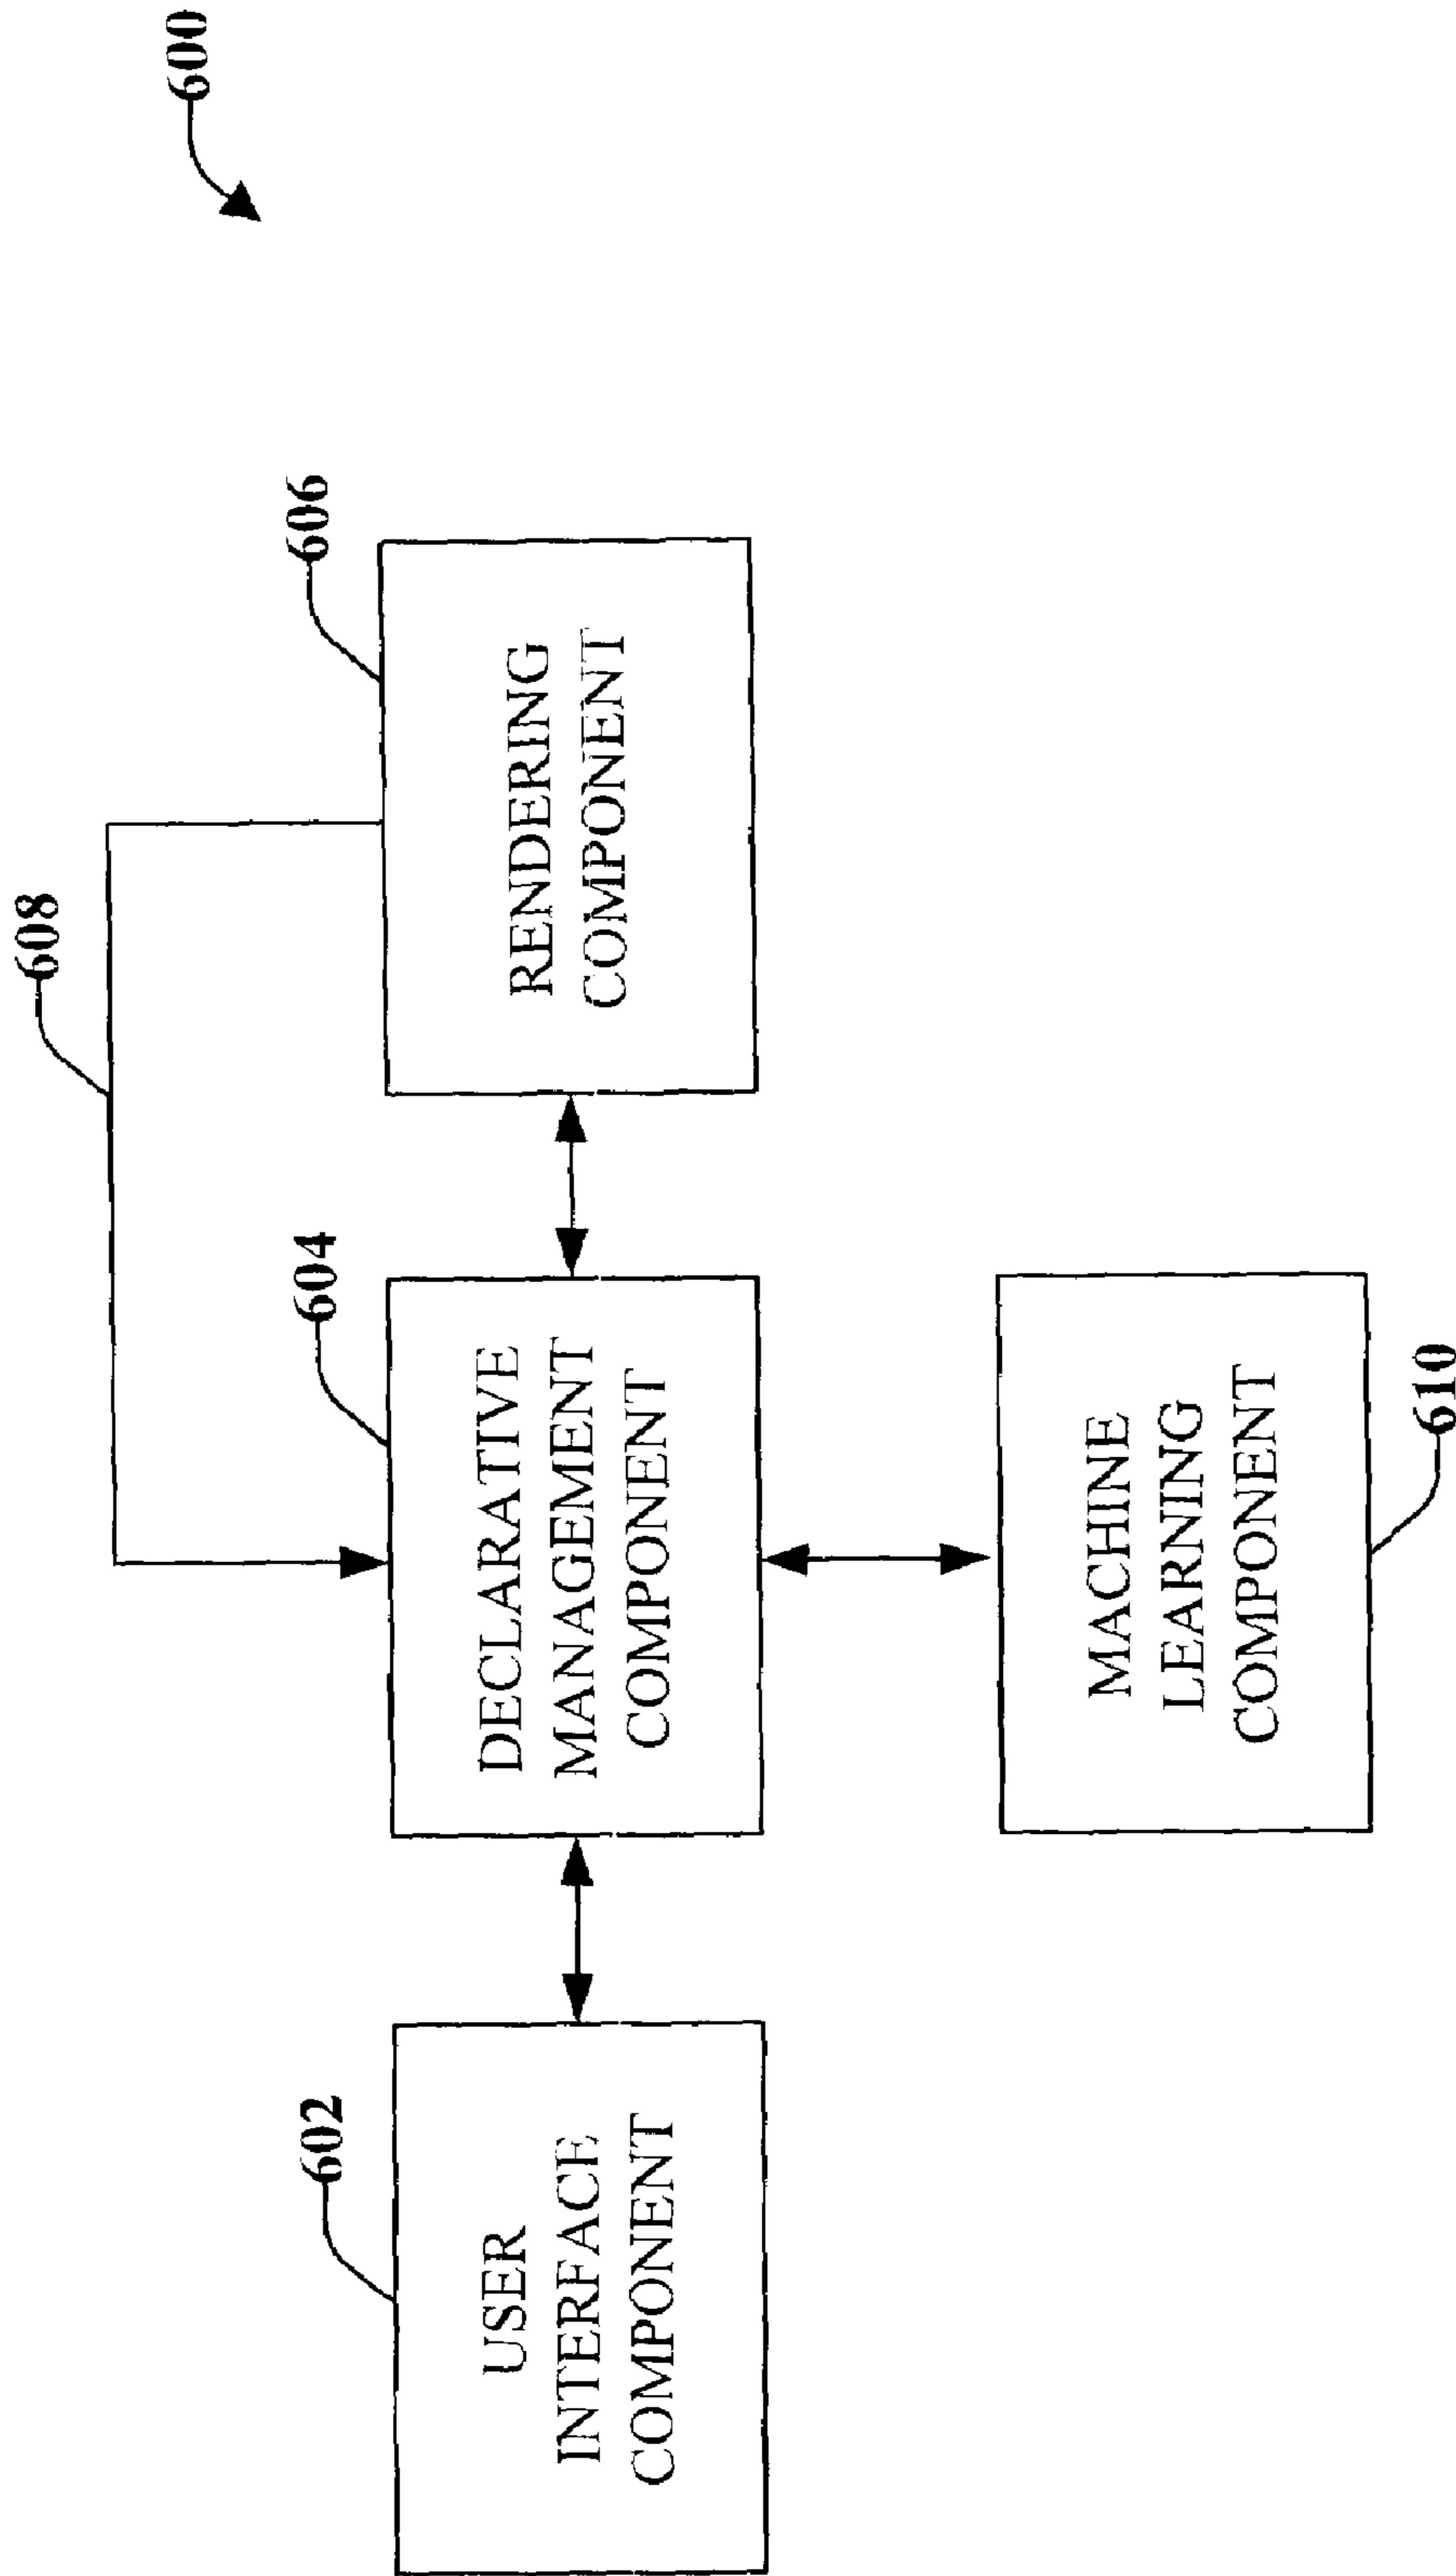 600
608
602
604
606
USER
INTERFACE
COMPONENT
DECLARATIVE
MANAGEMENT
COMPONENT
RENDERING
COMPONENT
MACHINE
LEARNING
COMPONENT
610